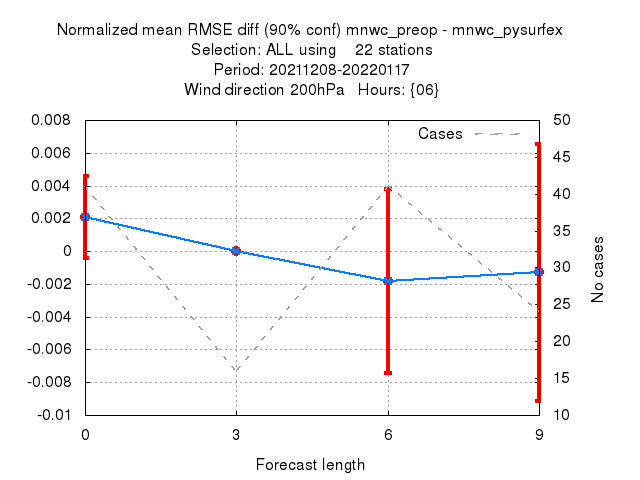 Normalized mean RMSE diff (90% conf) mnwc_preop - mnwc_pysurfex
Selection: ALL using    22 stations
Period: 20211208-20220117
Wind direction 200hPa   Hours: {06}
Cases
0.008
0.006
0.004
0.002
0
-0.002
-0.004
-0.006
-0.008
-0.01
50
45
40
35
30
25
20
15
10
No cases
0 3 6 9
Forecast length